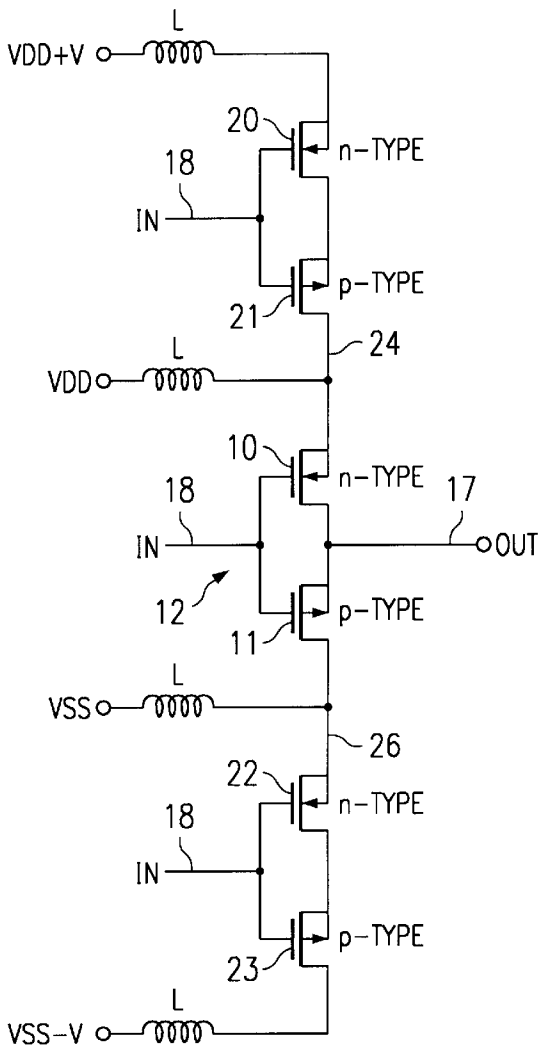 L
VDD+V
20
n-TYPE
18
IN
p-TYPE
21
24
L
VDD
10
n-TYPE
18
17
IN
OUT
12
p-TYPE
11
L
VSS
26
22
n-TYPE
18
IN
p-TYPE
23
L
VSS-V